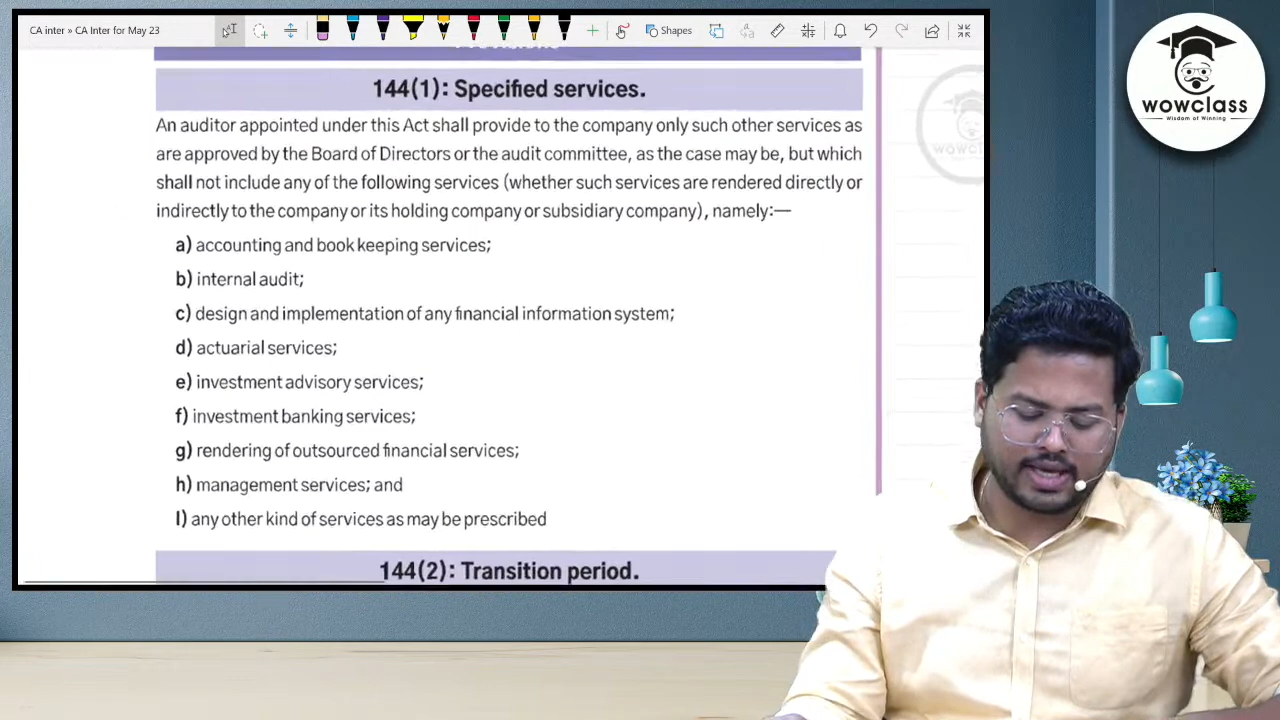 CA inter » CA Inter for May 23
Shapes
Provisions
144(1): Specified services.
An auditor appointed under this Act shall provide to the company only such other services as
are approved by the Board of Directors or the audit committee, as the case may be, but which
shall not include any of the following services (whether such services are rendered directly or
indirectly to the company or its holding company or subsidiary company), namely:—
a) accounting and book keeping services;
b) internal audit;
c) design and implementation of any financial information system;
d) actuarial services;
e) investment advisory services;
f) investment banking services;
g) rendering of outsourced financial services;
h) management services; and
I) any other kind of services as may be prescribed
144(2): Transition period.
wowclass
Wisdom of Winning